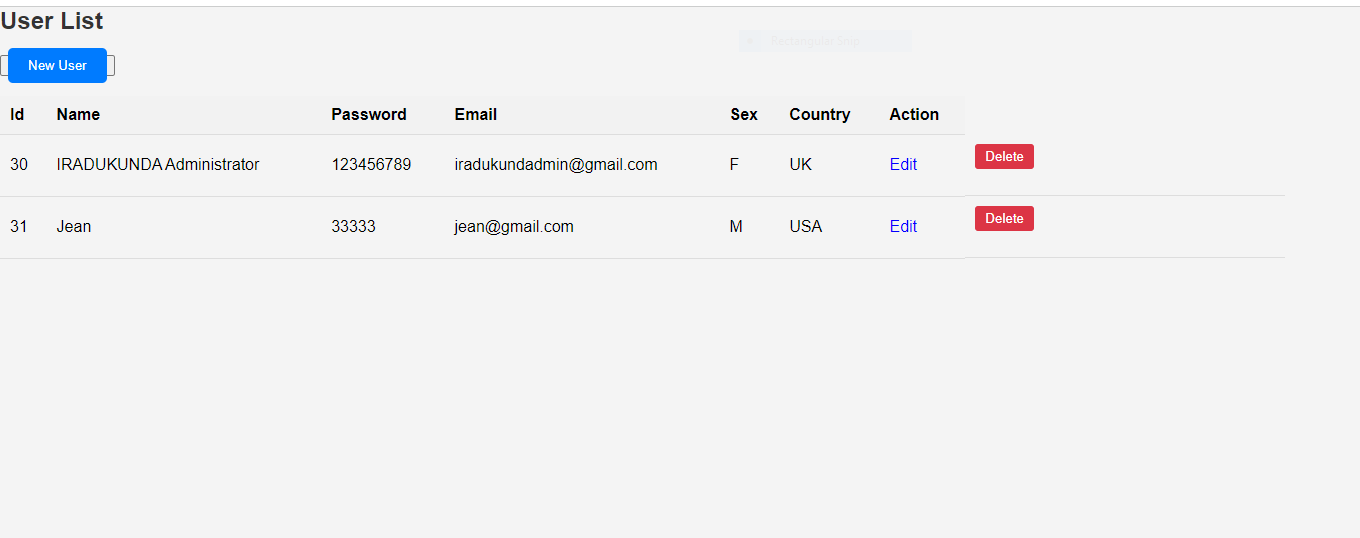 User List
Rectangular Snip
New User
Id Name Password Email Sex Country Action
30 IRADUKUNDA Administrator 123456789 iradukundadmin@gmail.com F UK Edit Delete
31 Jean 33333 jean@gmail.com M USA Edit Delete